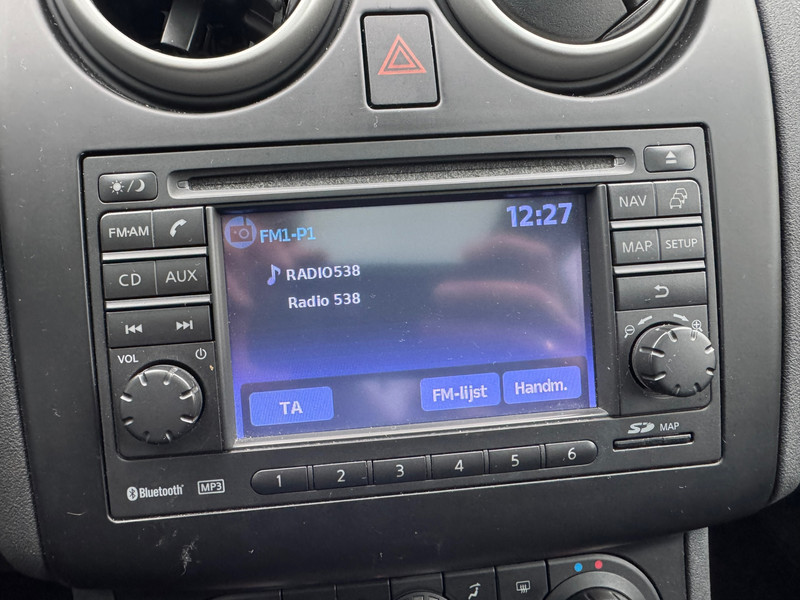 NAV
FM·AM
MAP SETUP
CD AUX
VOL
FM1-P1 12:27
RADIO538
Radio 538
TA FM-lijst Handm.
SD MAP
1 2 3 4 5 6
Bluetooth MP3